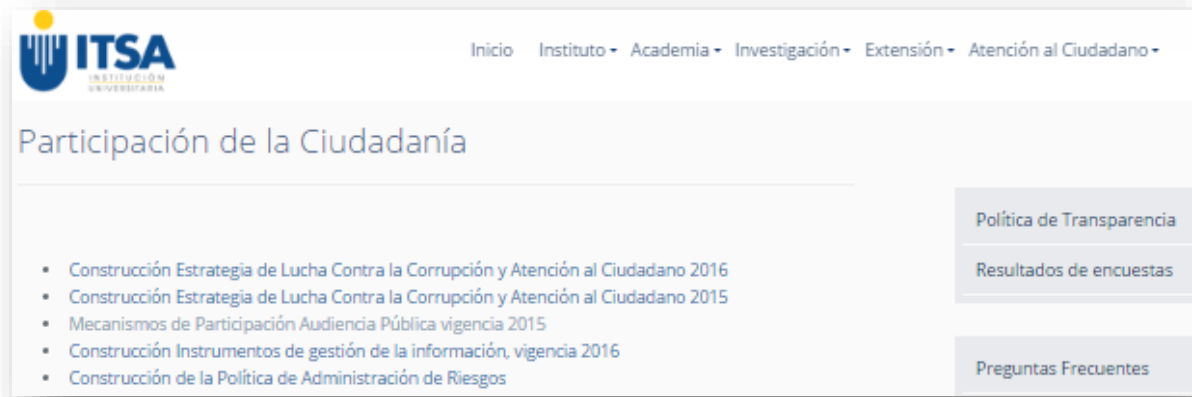 ITSA
INSTITUCIÓN
UNIVERSITARIA
Inicio Instituto Academia Investigación Extensión Atención al Ciudadano
Participación de la Ciudadanía
Construcción Estrategia de Lucha Contra la Corrupción y Atención al Ciudadano 2016
Construcción Estrategia de Lucha Contra la Corrupción y Atención al Ciudadano 2015
Mecanismos de Participación Audiencia Pública vigencia 2015
Construcción Instrumentos de gestión de la información, vigencia 2016
Construcción de la Política de Administración de Riesgos
Política de Transparencia
Resultados de encuestas
Preguntas Frecuentes